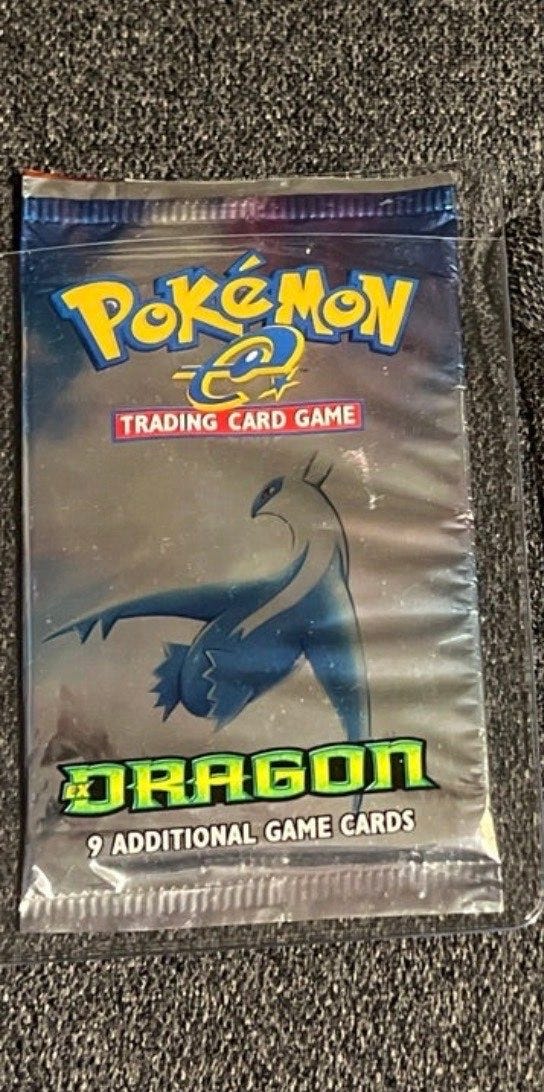 POKéMON
e
TRADING CARD GAME
EX DRAGON
9 ADDITIONAL GAME CARDS